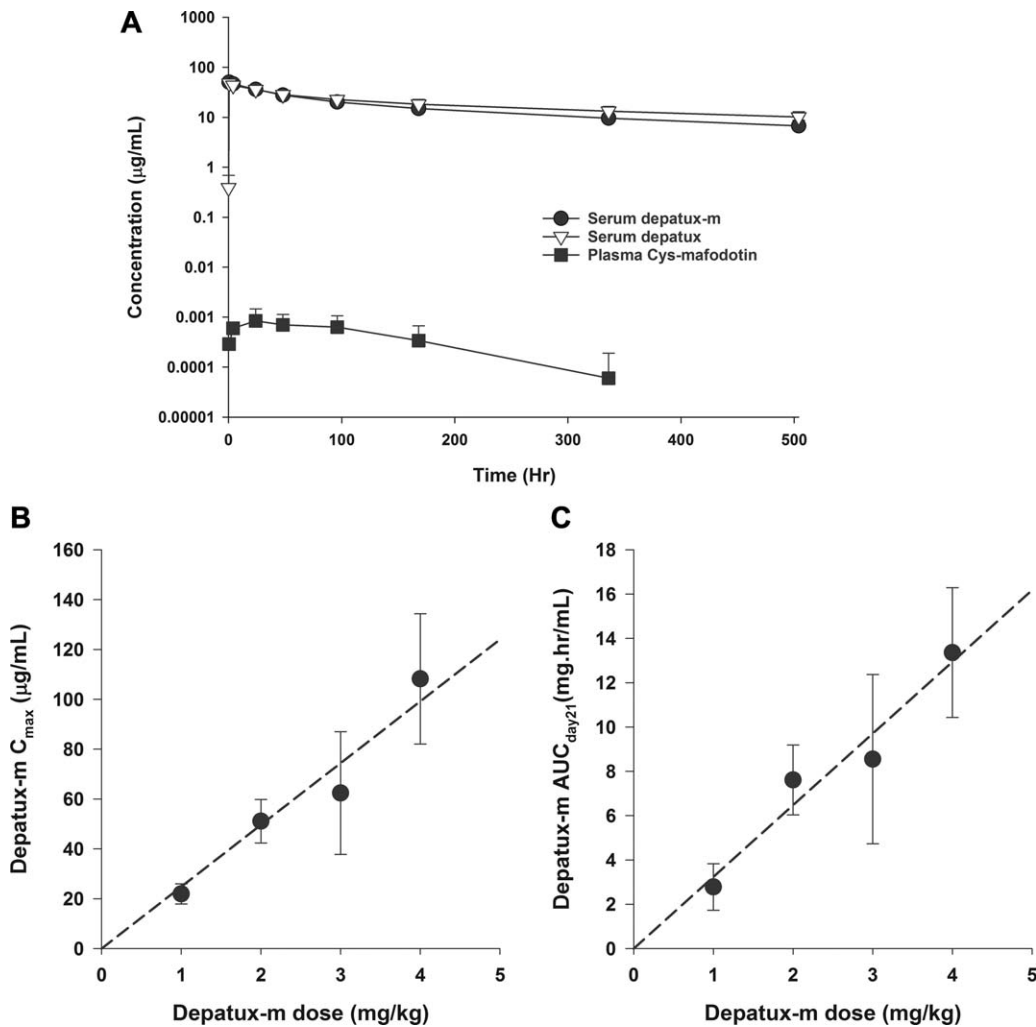 A
Concentration (µg/mL)
1000
100
10
1
0.1
0.01
0.001
0.0001
0.00001
Serum depatux-m
Serum depatux
Plasma Cys-mafodotin
0 100 200 300 400 500
Time (Hr)
B
Depatux-m Cmax (µg/mL)
160
140
120
100
80
60
40
20
0
0 1 2 3 4 5
Depatux-m dose (mg/kg)
C
Depatux-m AUCday21(mg.hr/mL)
18
16
14
12
10
8
6
4
2
0
0 1 2 3 4 5
Depatux-m dose (mg/kg)